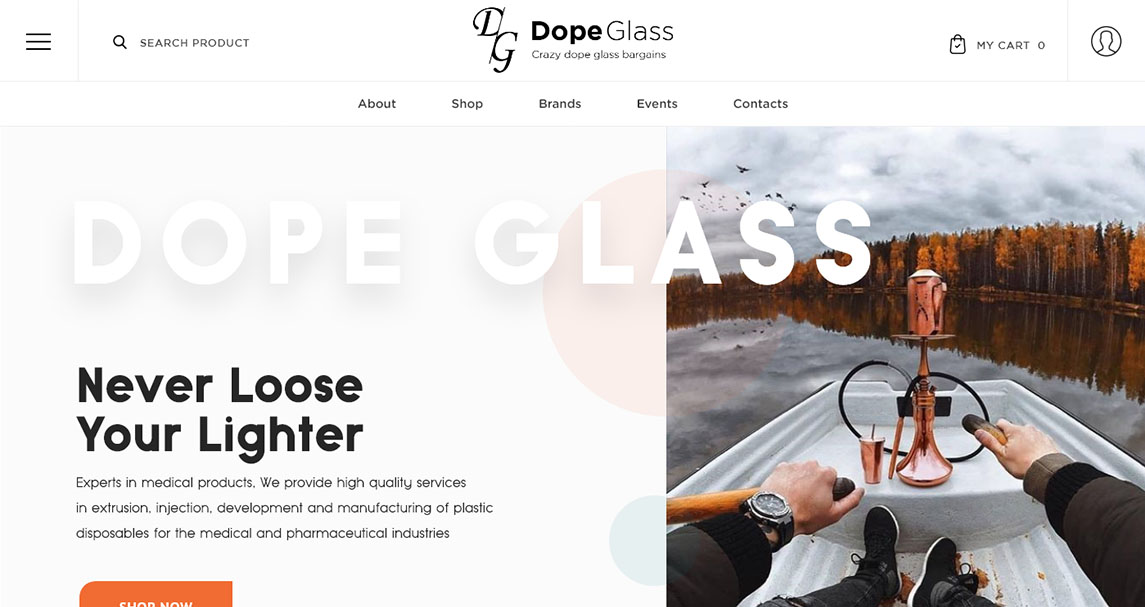 SEARCH PRODUCT
DG
Dope Glass
Crazy dope glass bargains
MY CART 0
About Shop Brands Events Contacts
DOPE GLASS
Never Loose
Your Lighter
Experts in medical products, We provide high quality services
in extrusion, injection, development and manufacturing of plastic
disposables for the medical and pharmaceutical industries
SHOP NOW